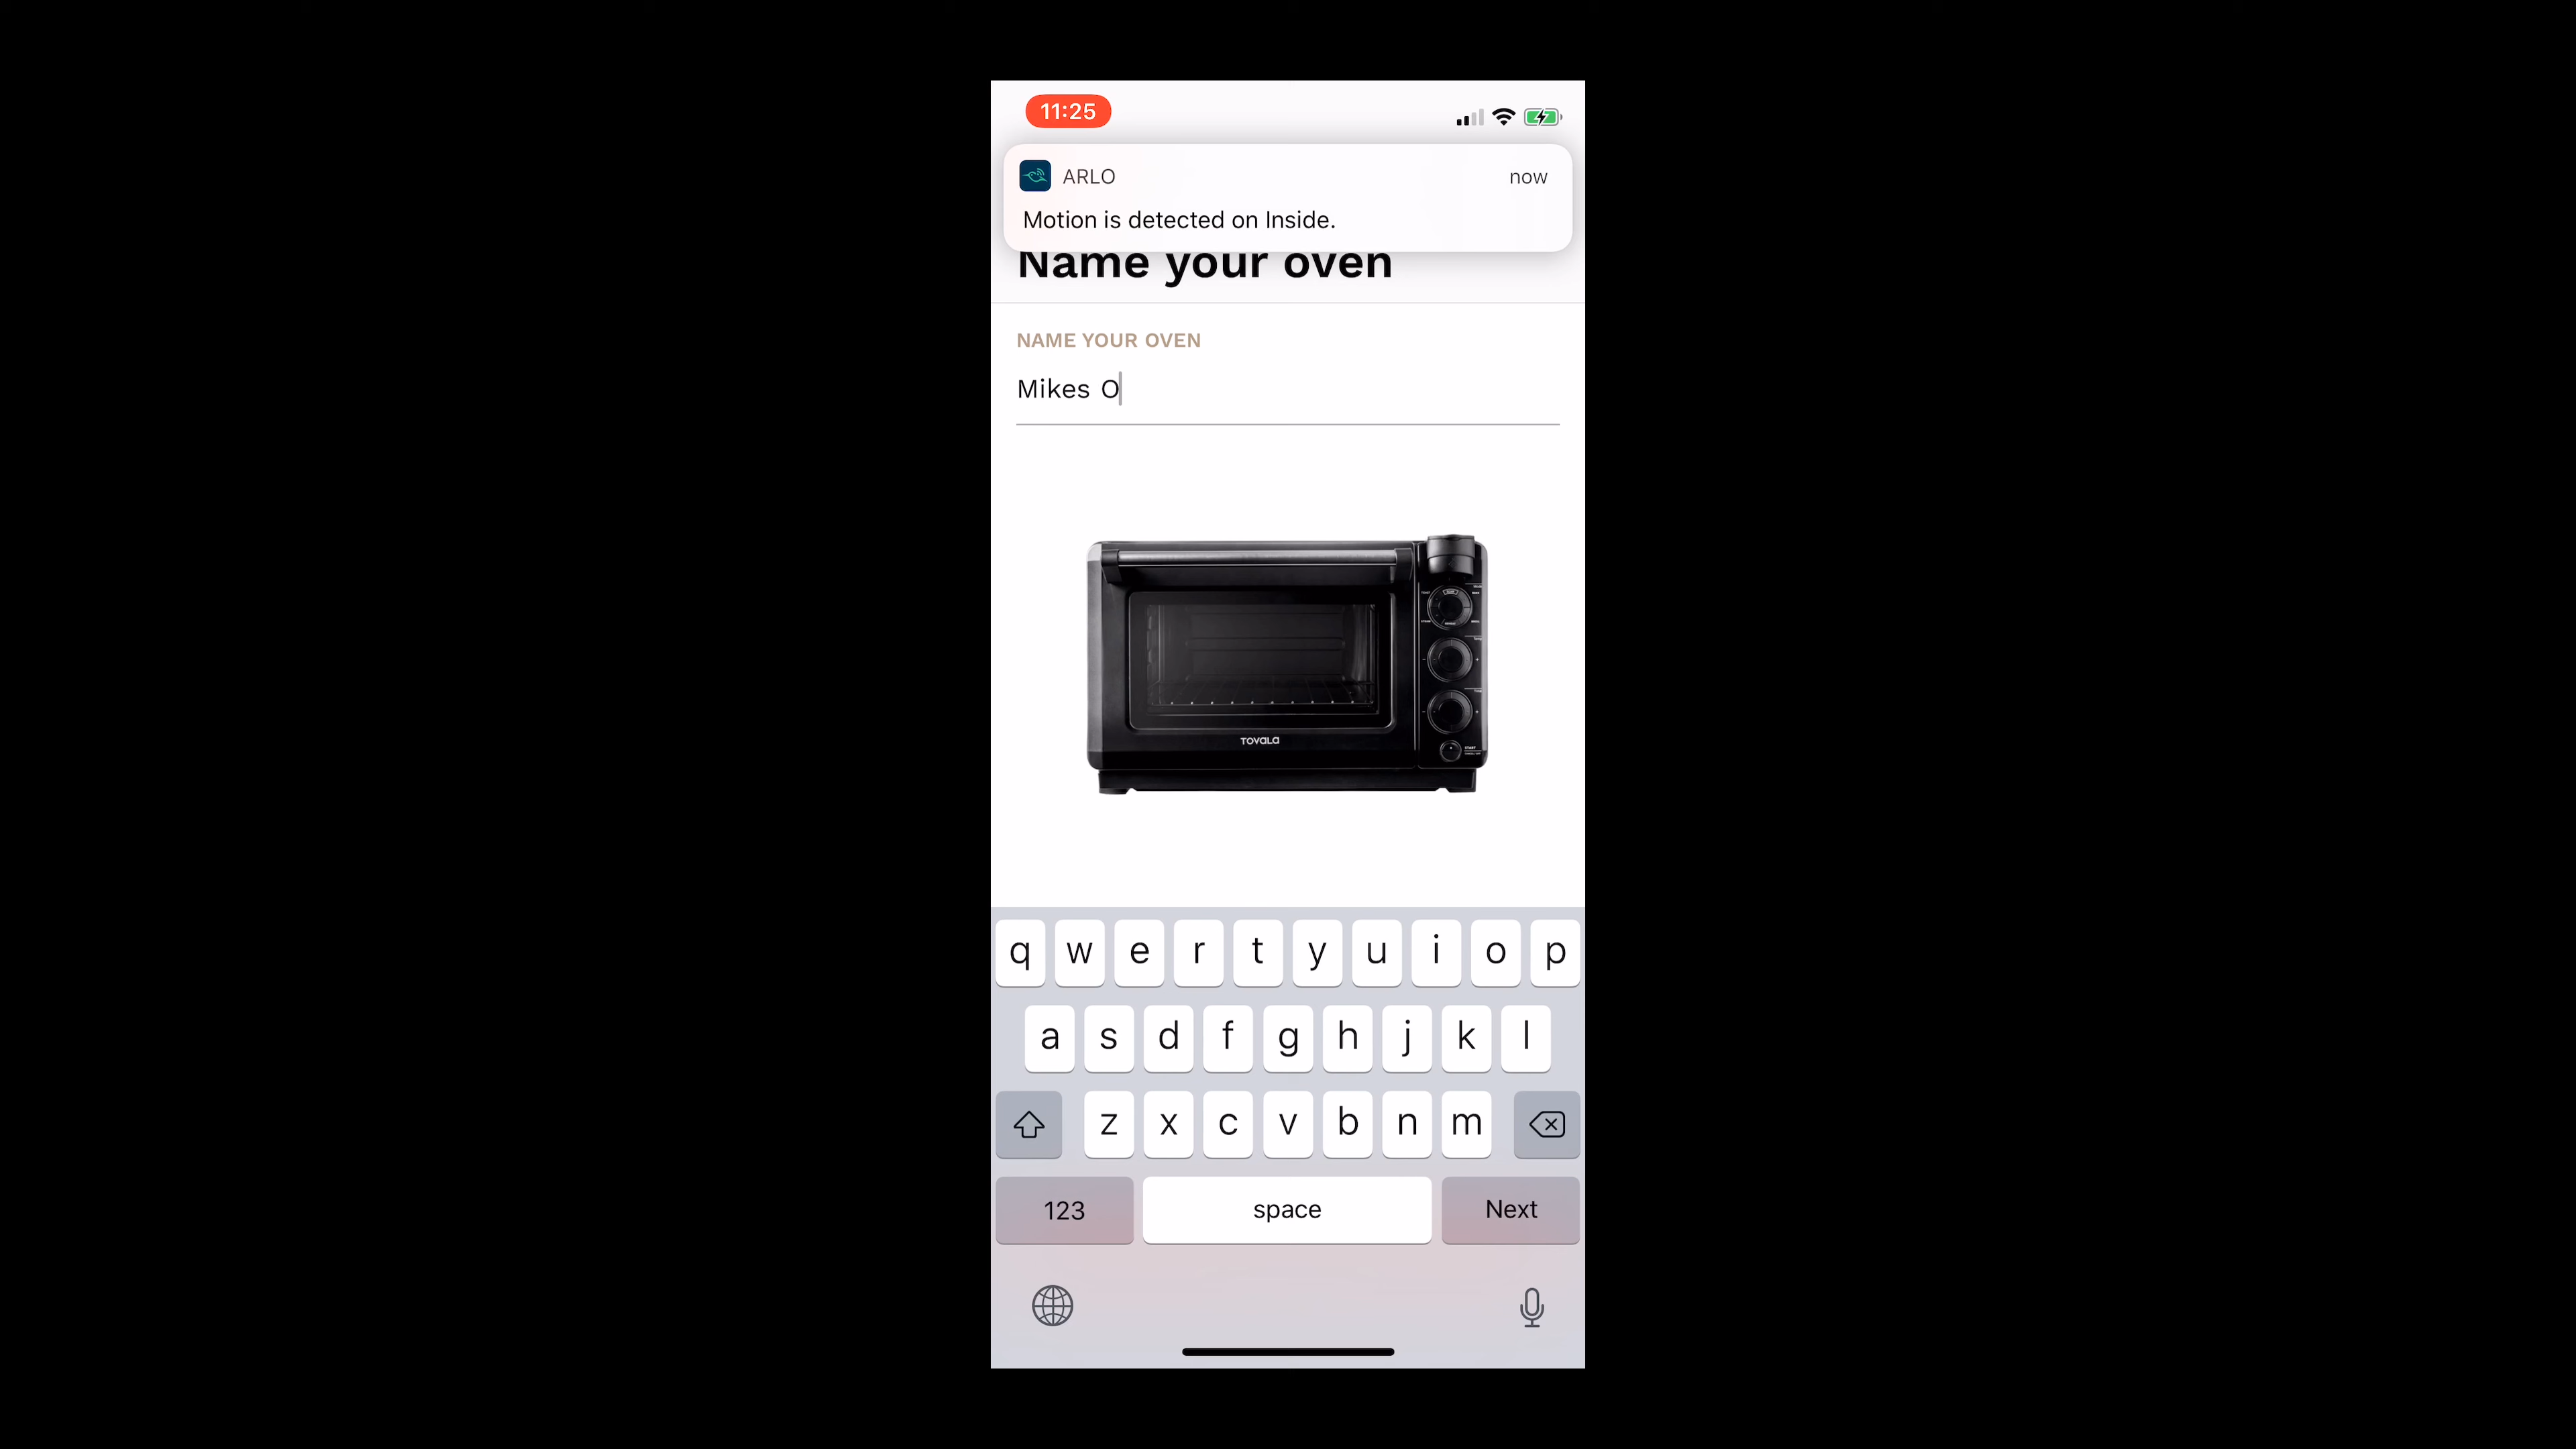 11:25
ARLO
now
Motion is detected on Inside.
Name your oven
NAME YOUR OVEN
Mikes O
TOVALA
q w e r t y u i o p
a s d f g h j k l
z x c v b n m
123 space Next